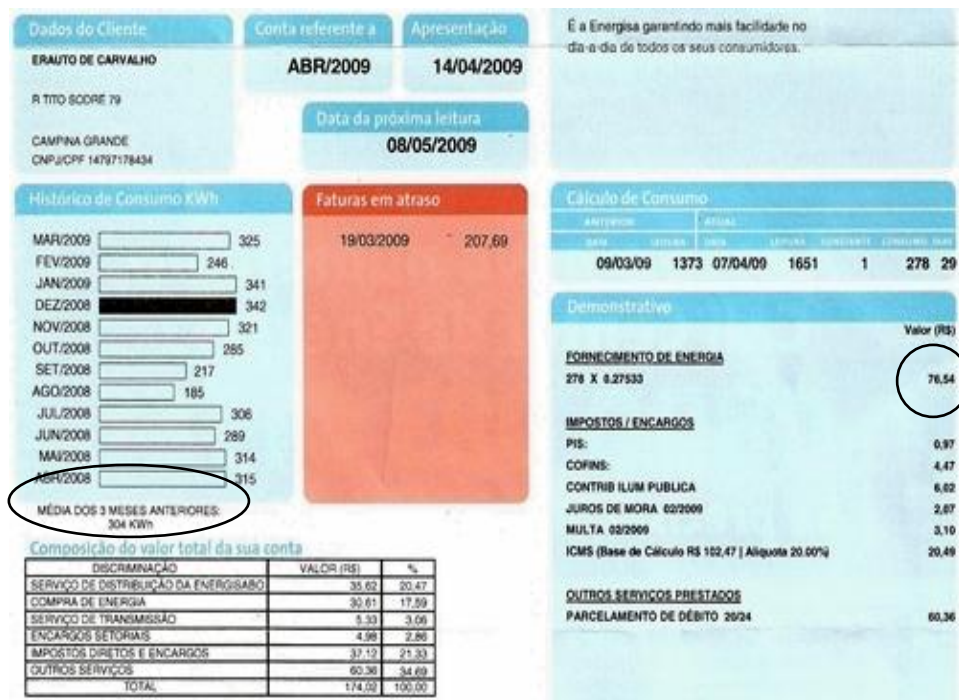 Dados do Cliente
ERAUTO DE CARVALHO
R TITO SODRÉ 79
CAMPINA GRANDE
CNPJ/CPF 14797178434
Conta referente a
ABR/2009
Apresentação
14/04/2009
Data da próxima leitura
08/05/2009
É a Energisa garantindo mais facilidade no
dia-a-dia de todos os seus consumidores.
Histórico de Consumo KWh
MAR/2009 325
FEV/2009 246
JAN/2009 341
DEZ/2008 342
NOV/2008 321
OUT/2008 285
SET/2008 217
AGO/2008 185
JUL/2008 306
JUN/2008 289
MAI/2008 314
ABR/2008 315
MÉDIA DOS 3 MESES ANTERIORES:
304 KWh
Faturas em atraso
19/03/2009 207,69
Cálculo de Consumo
ANTERIOR ATUAL
DATA LEITURA DATA LEITURA CONSTANTE CONSUMO DIAS
09/03/09 1373 07/04/09 1651 1 278 29
Demonstrativo
Valor (R$)
FORNECIMENTO DE ENERGIA
278 X 0.27533 76,54
IMPOSTOS / ENCARGOS
PIS: 0,97
COFINS: 4,47
CONTRIB ILUM PUBLICA 6,02
JUROS DE MORA 02/2009 2,07
MULTA 02/2009 3,10
ICMS (Base de Cálculo R$ 102,47 | Aliquota 20.00%) 20,49
OUTROS SERVIÇOS PRESTADOS
PARCELAMENTO DE DÉBITO 20/24 60,36
Composição do valor total da sua conta
DISCRIMINAÇÃO VALOR (R$) %
SERVIÇO DE DISTRIBUIÇÃO DA ENERGISABO 35,62 20,47
COMPRA DE ENERGIA 30,61 17,59
SERVIÇO DE TRANSMISSÃO 5,33 3,06
ENCARGOS SETORIAIS 4,98 2,86
IMPOSTOS DIRETOS E ENCARGOS 37,12 21,33
OUTROS SERVIÇOS 60,36 34,69
TOTAL 174,02 100,00